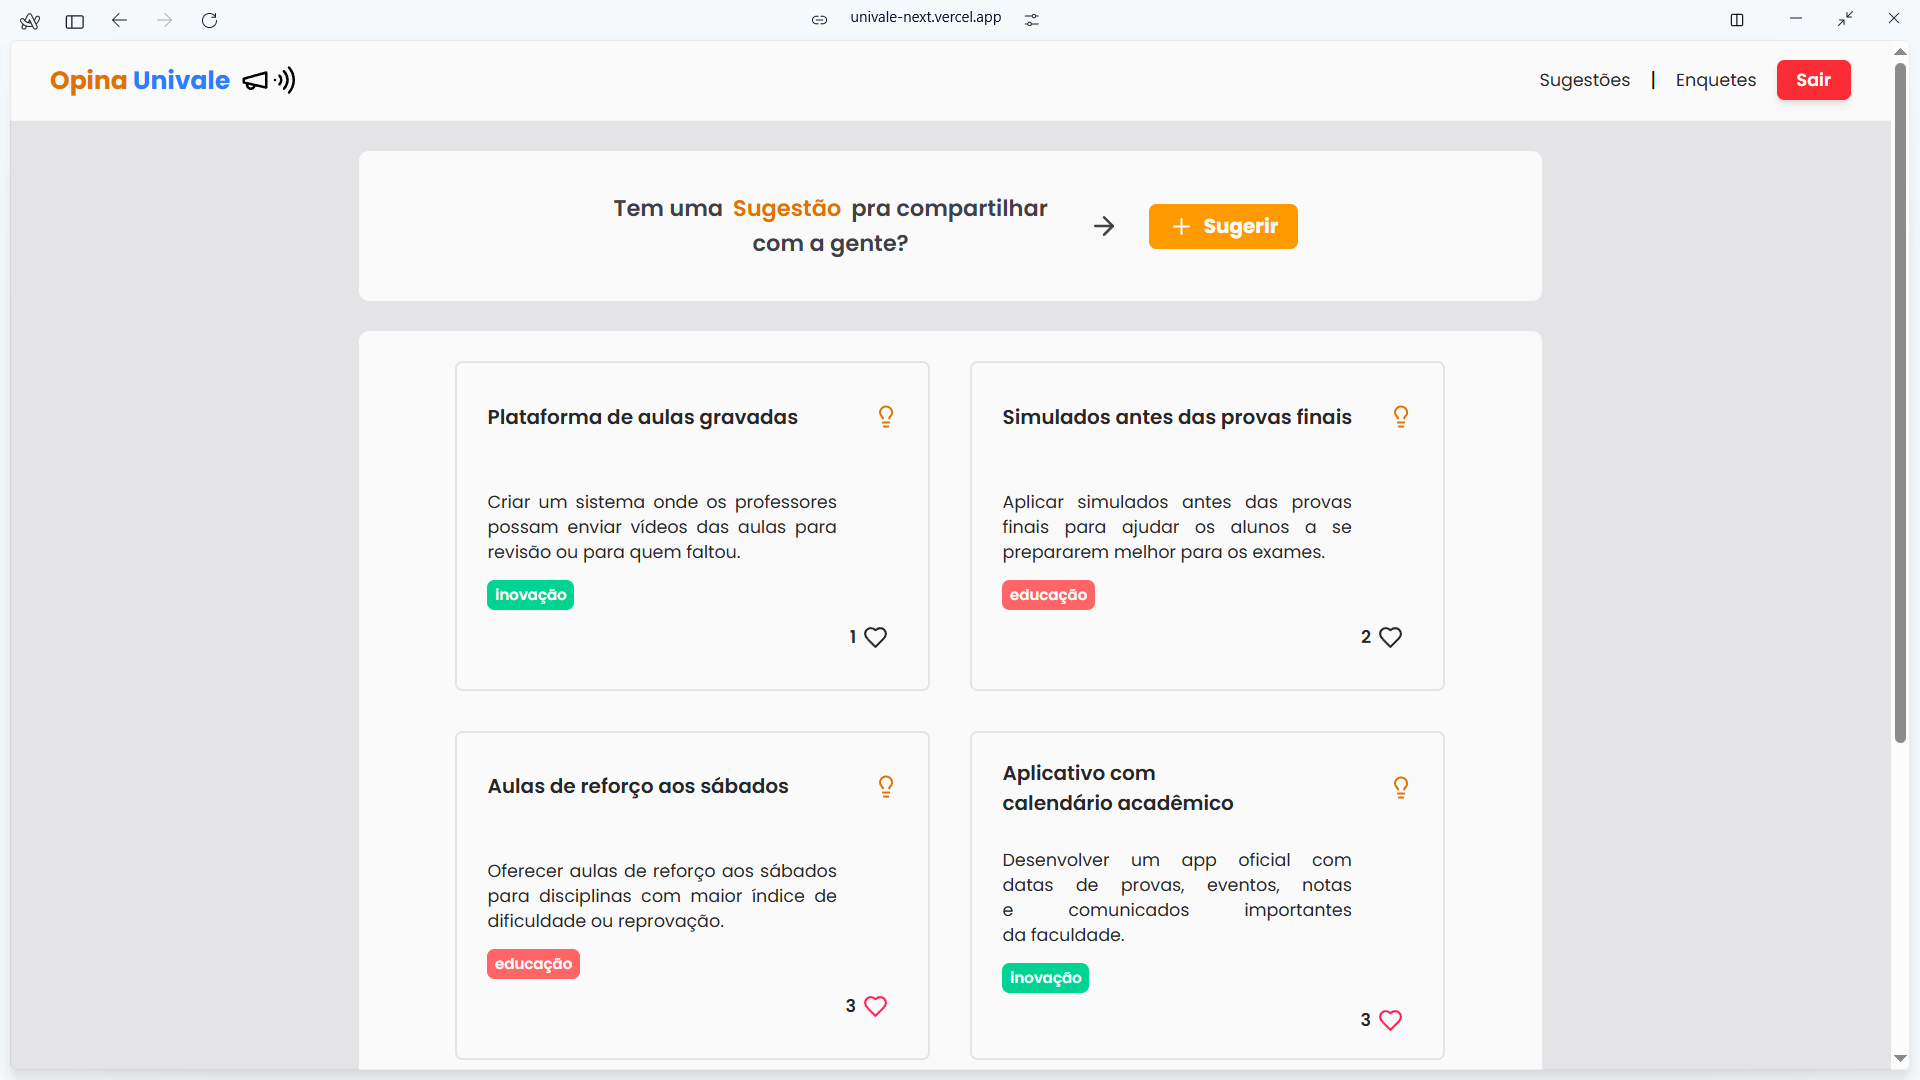 univale-next.vercel.app
Opina Univale
Sugestões | Enquetes Sair
Tem uma Sugestão pra compartilhar
com a gente?
+ Sugerir
Plataforma de aulas gravadas
Criar um sistema onde os professores
possam enviar vídeos das aulas para
revisão ou para quem faltou.
inovação
1
Simulados antes das provas finais
Aplicar simulados antes das provas
finais para ajudar os alunos a se
prepararem melhor para os exames.
educação
2
Aulas de reforço aos sábados
Oferecer aulas de reforço aos sábados
para disciplinas com maior índice de
dificuldade ou reprovação.
educação
3
Aplicativo com
calendário acadêmico
Desenvolver um app oficial com
datas de provas, eventos, notas
e comunicados importantes
da faculdade.
inovação
3